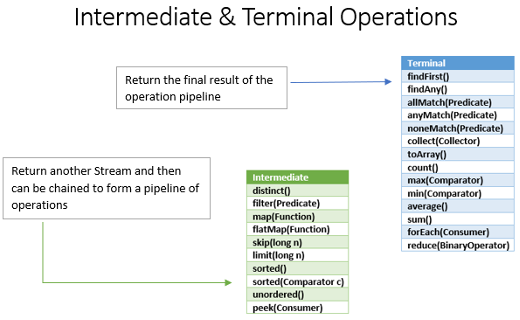 Intermediate & Terminal Operations
Return the final result of the
operation pipeline
Terminal
findFirst()
findAny()
allMatch(Predicate)
anyMatch(Predicate)
noneMatch(Predicate)
collect(Collector)
toArray()
count()
max(Comparator)
min(Comparator)
average()
sum()
forEach(Consumer)
reduce(BinaryOperator)
Return another Stream and then
can be chained to form a pipeline of
operations
Intermediate
distinct()
filter(Predicate)
map(Function)
flatMap(Function)
skip(long n)
limit(long n)
sorted()
sorted(Comparator c)
unordered()
peek(Consumer)